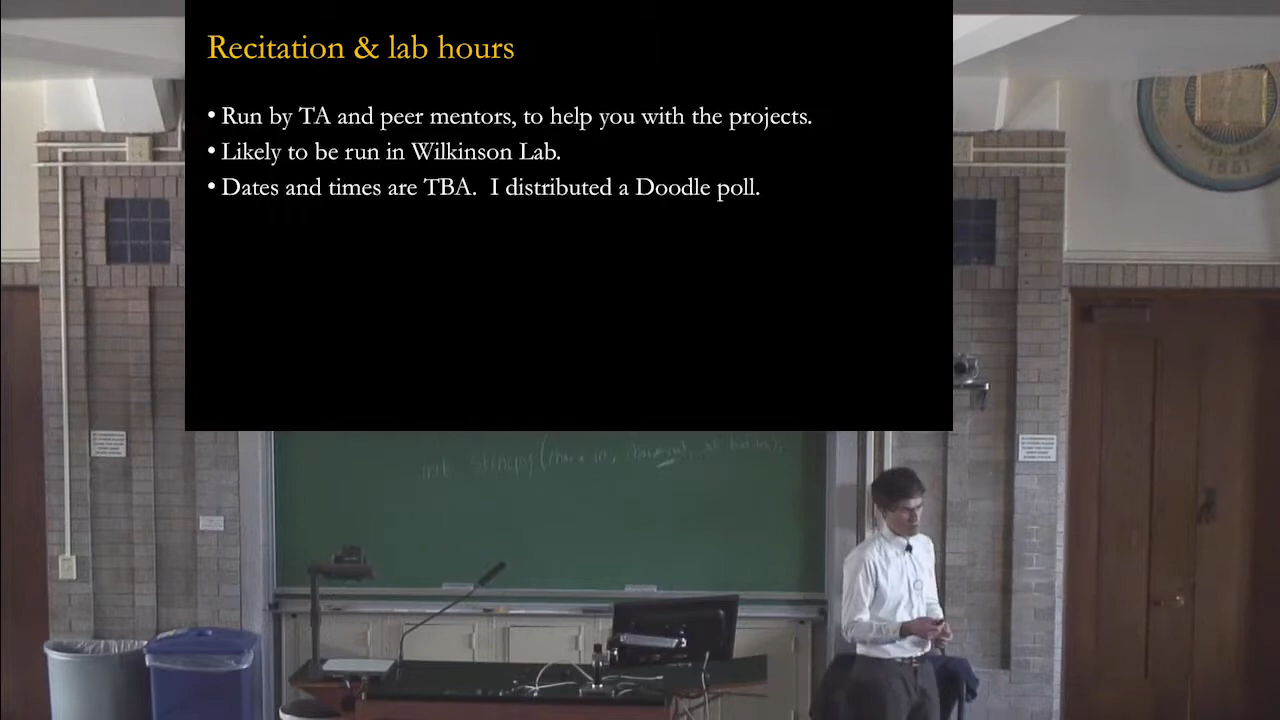 Recitation & lab hours
• Run by TA and peer mentors, to help you with the projects.
• Likely to be run in Wilkinson Lab.
• Dates and times are TBA.  I distributed a Doodle poll.
1851